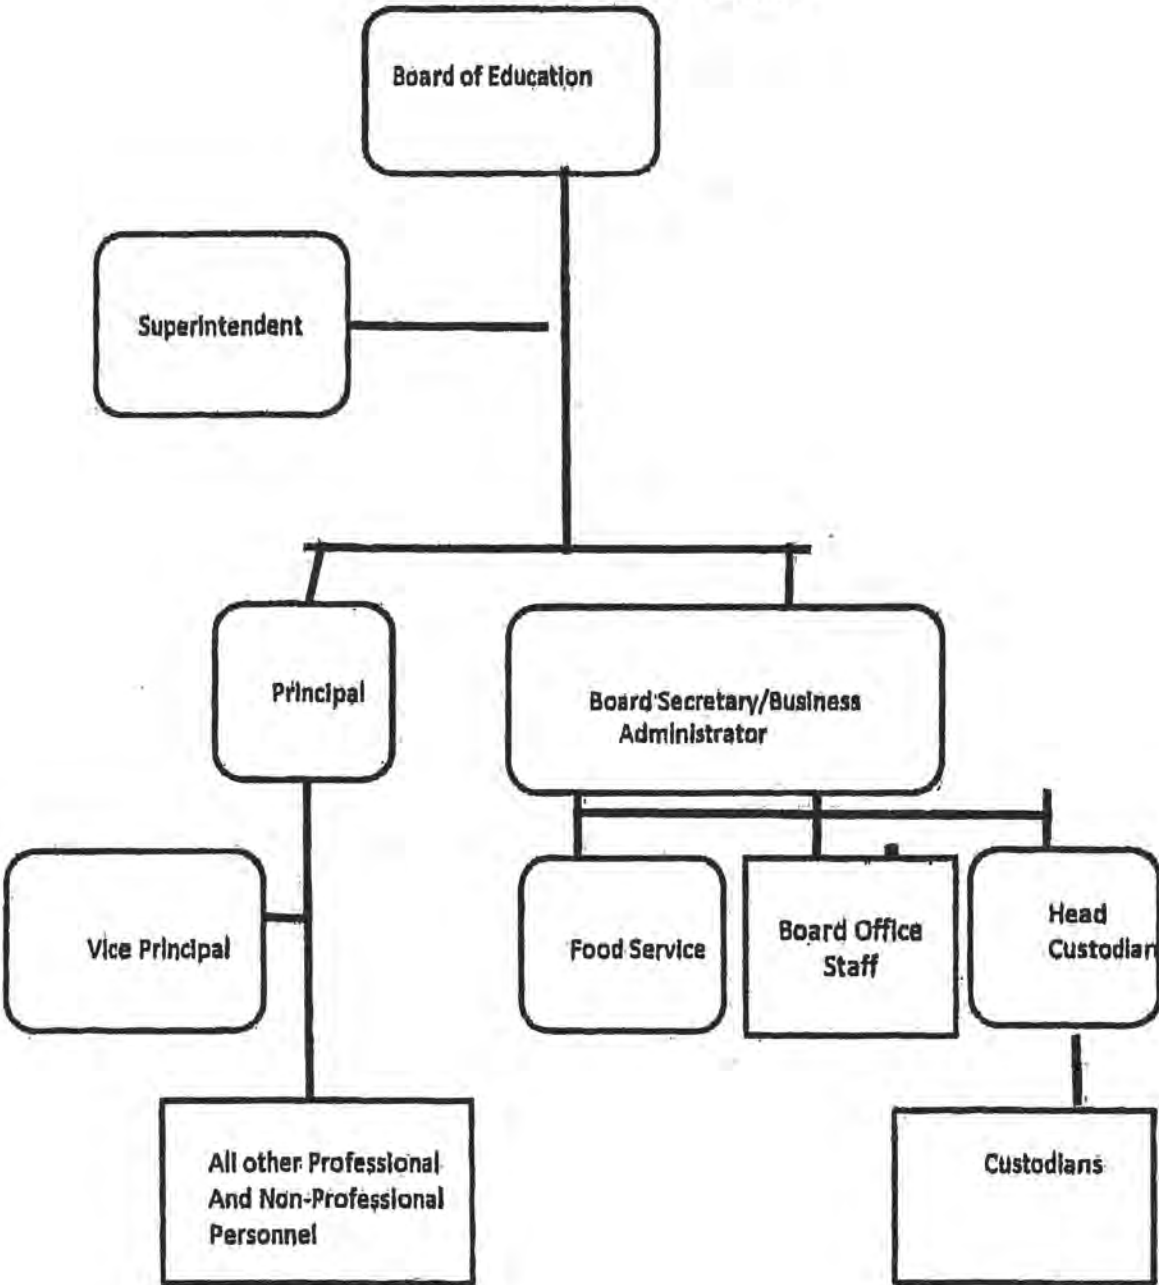 Board of Education
Superintendent
Principal
Board Secretary/Business
Administrator
Vice Principal
Food Service
Board Office
Staff
Head
Custodian
All other Professional
And Non-Professional
Personnel
Custodians